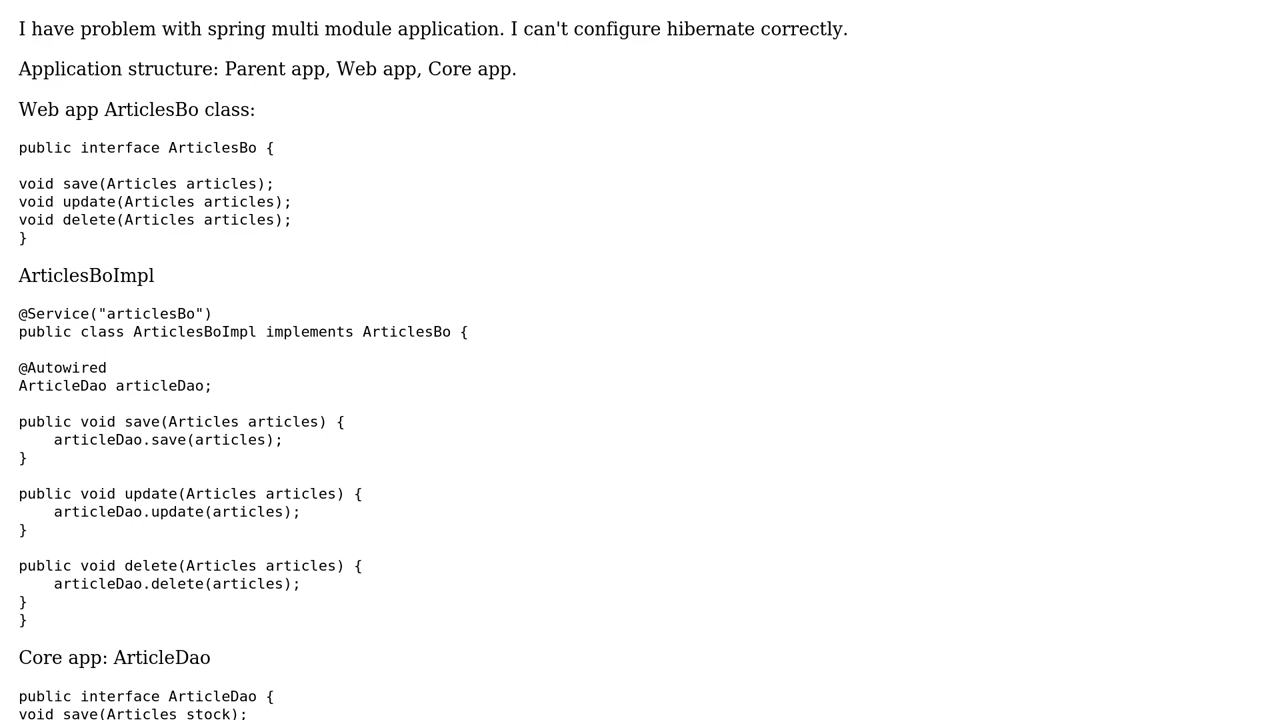 I have problem with spring multi module application. I can't configure hibernate correctly.
Application structure: Parent app, Web app, Core app.
Web app ArticlesBo class:
public interface ArticlesBo {
void save(Articles articles);
void update(Articles articles);
void delete(Articles articles);
}
ArticlesBoImpl
@Service("articlesBo")
public class ArticlesBoImpl implements ArticlesBo {
@Autowired
ArticleDao articleDao;
public void save(Articles articles) {
    articleDao.save(articles);
}
public void update(Articles articles) {
    articleDao.update(articles);
}
public void delete(Articles articles) {
    articleDao.delete(articles);
}
}
Core app: ArticleDao
public interface ArticleDao {
void save(Articles stock);